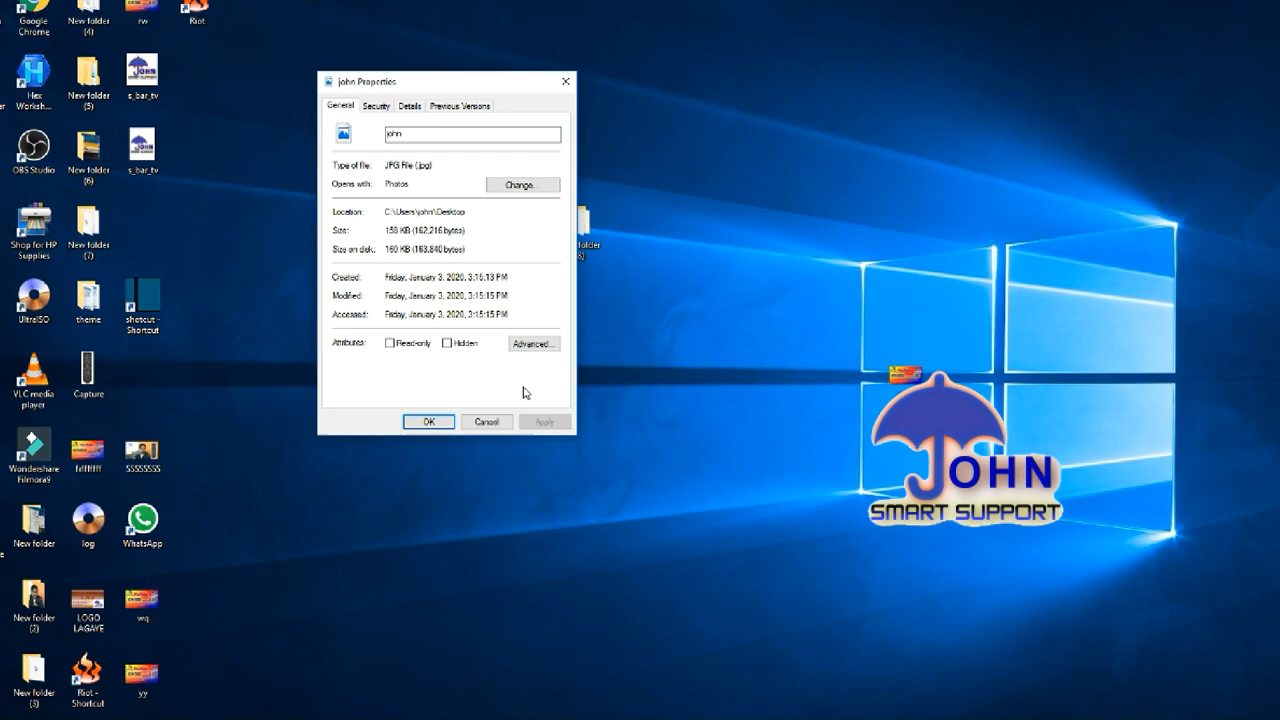 Google
Chrome
New folder
(4)
rw
Riot
Hex
Worksh...
New folder
(5)
s_bar_tv
OBS Studio
New folder
(6)
s_bar_tv
Shop for HP
Supplies
New folder
(7)
UltraISO
theme
shotcut -
Shortcut
VLC media
player
Capture
Wondershare
Filmora9
frffffff
SSSSSSS
New folder
log
WhatsApp
New folder
(2)
LOGO
LAGAYE
wq
New folder
(3)
Riot -
Shortcut
yy
john Properties
General Security Details Previous Versions
john
Type of file: JPG File (.jpg)
Opens with: Photos Change...
Location: C:\Users\john\Desktop
Size: 158 KB (162,216 bytes)
Size on disk: 160 KB (163,840 bytes)
Created: Friday, January 3, 2020, 3:15:13 PM
Modified: Friday, January 3, 2020, 3:15:15 PM
Accessed: Friday, January 3, 2020, 3:15:15 PM
Attributes: Read-only Hidden Advanced...
OK Cancel Apply
JOHN
SMART SUPPORT